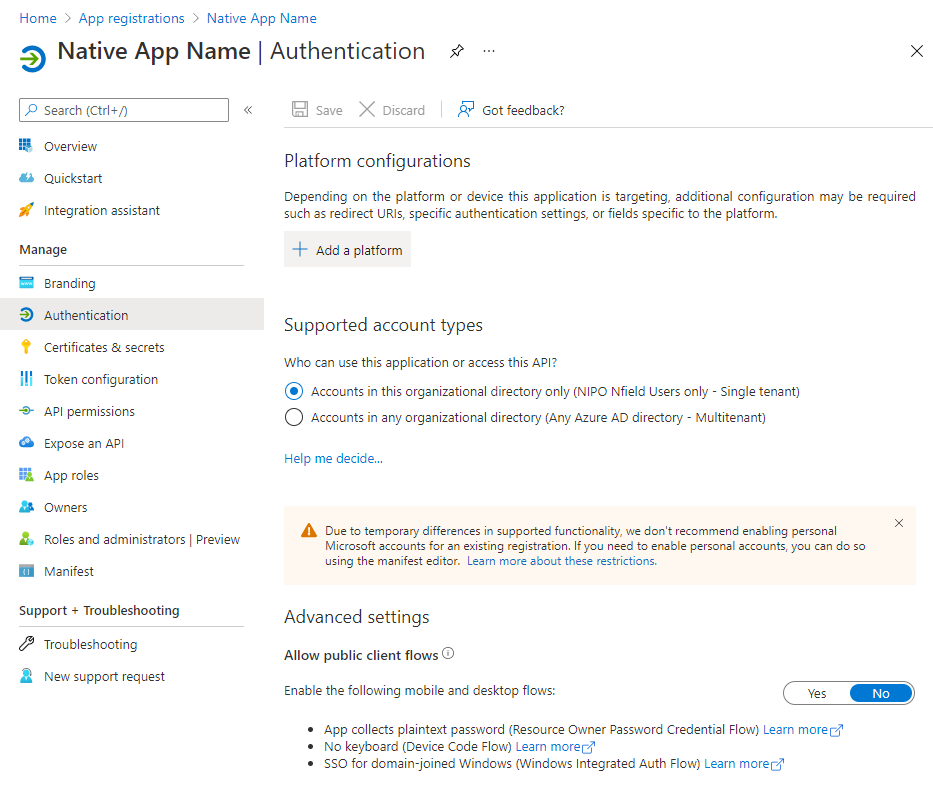 Home > App registrations > Native App Name
Native App Name | Authentication
Search (Ctrl+/)
Overview
Quickstart
Integration assistant
Manage
Branding
Authentication
Certificates & secrets
Token configuration
API permissions
Expose an API
App roles
Owners
Roles and administrators | Preview
Manifest
Support + Troubleshooting
Troubleshooting
New support request
Save Discard Got feedback?
Platform configurations
Depending on the platform or device this application is targeting, additional configuration may be required
such as redirect URIs, specific authentication settings, or fields specific to the platform.
Add a platform
Supported account types
Who can use this application or access this API?
Accounts in this organizational directory only (NIPO Nfield Users only - Single tenant)
Accounts in any organizational directory (Any Azure AD directory - Multitenant)
Help me decide...
Due to temporary differences in supported functionality, we don't recommend enabling personal
Microsoft accounts for an existing registration. If you need to enable personal accounts, you can do so
using the manifest editor. Learn more about these restrictions.
Advanced settings
Allow public client flows
Enable the following mobile and desktop flows:
Yes No
• App collects plaintext password (Resource Owner Password Credential Flow) Learn more
• No keyboard (Device Code Flow) Learn more
• SSO for domain-joined Windows (Windows Integrated Auth Flow) Learn more